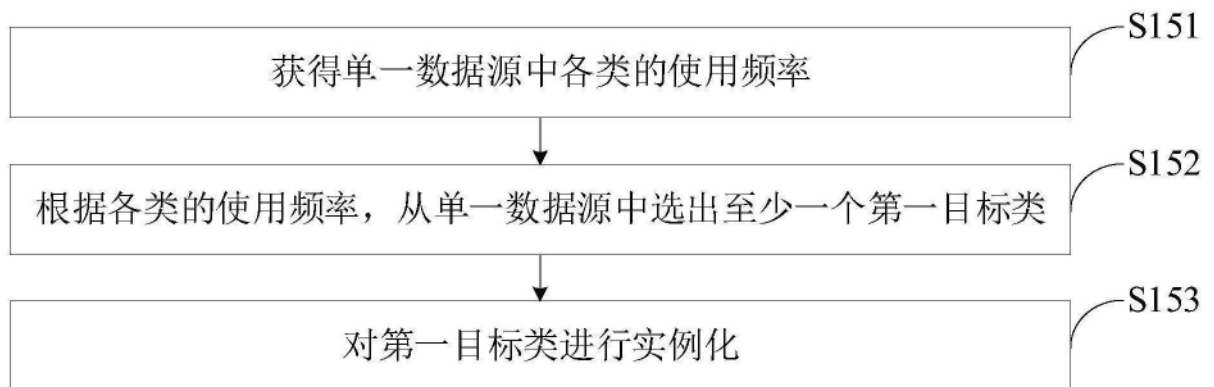 S151
获得单一数据源中各类的使用频率
S152
根据各类的使用频率，从单一数据源中选出至少一个第一目标类
S153
对第一目标类进行实例化